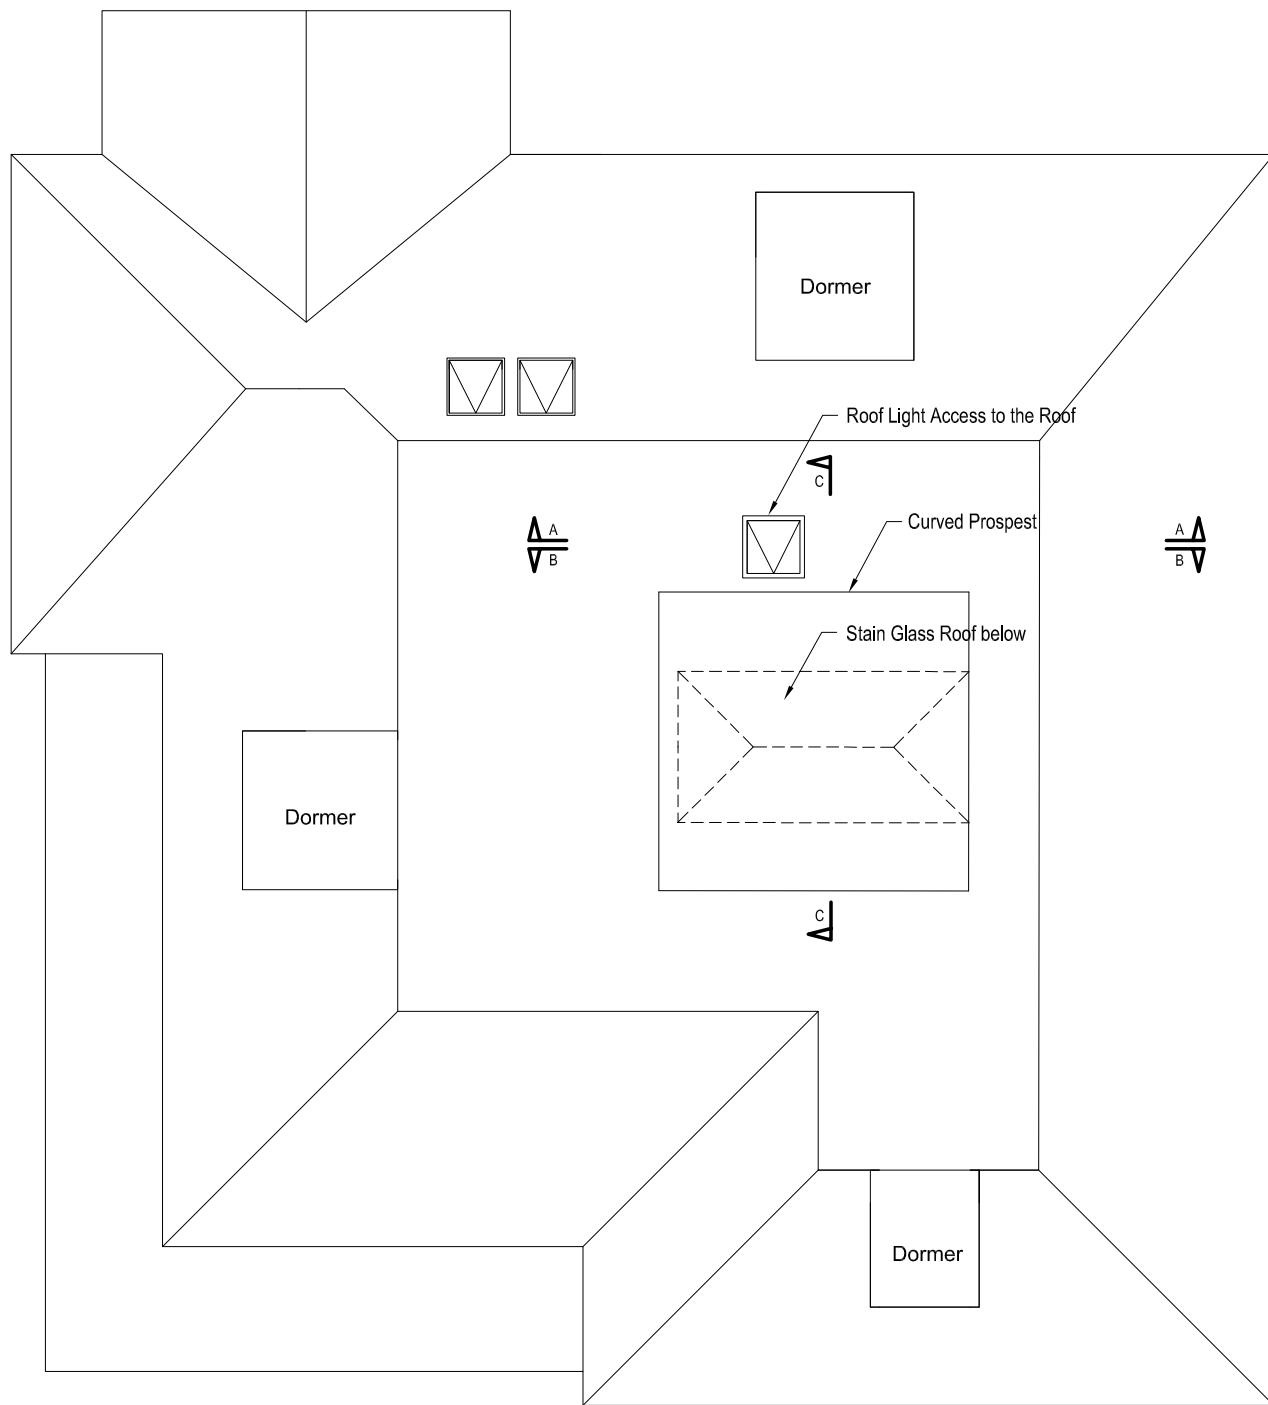 Dormer
Roof Light Access to the Roof
C
Curved Prospest
A
B
A
B
Stain Glass Roof below
Dormer
C
Dormer